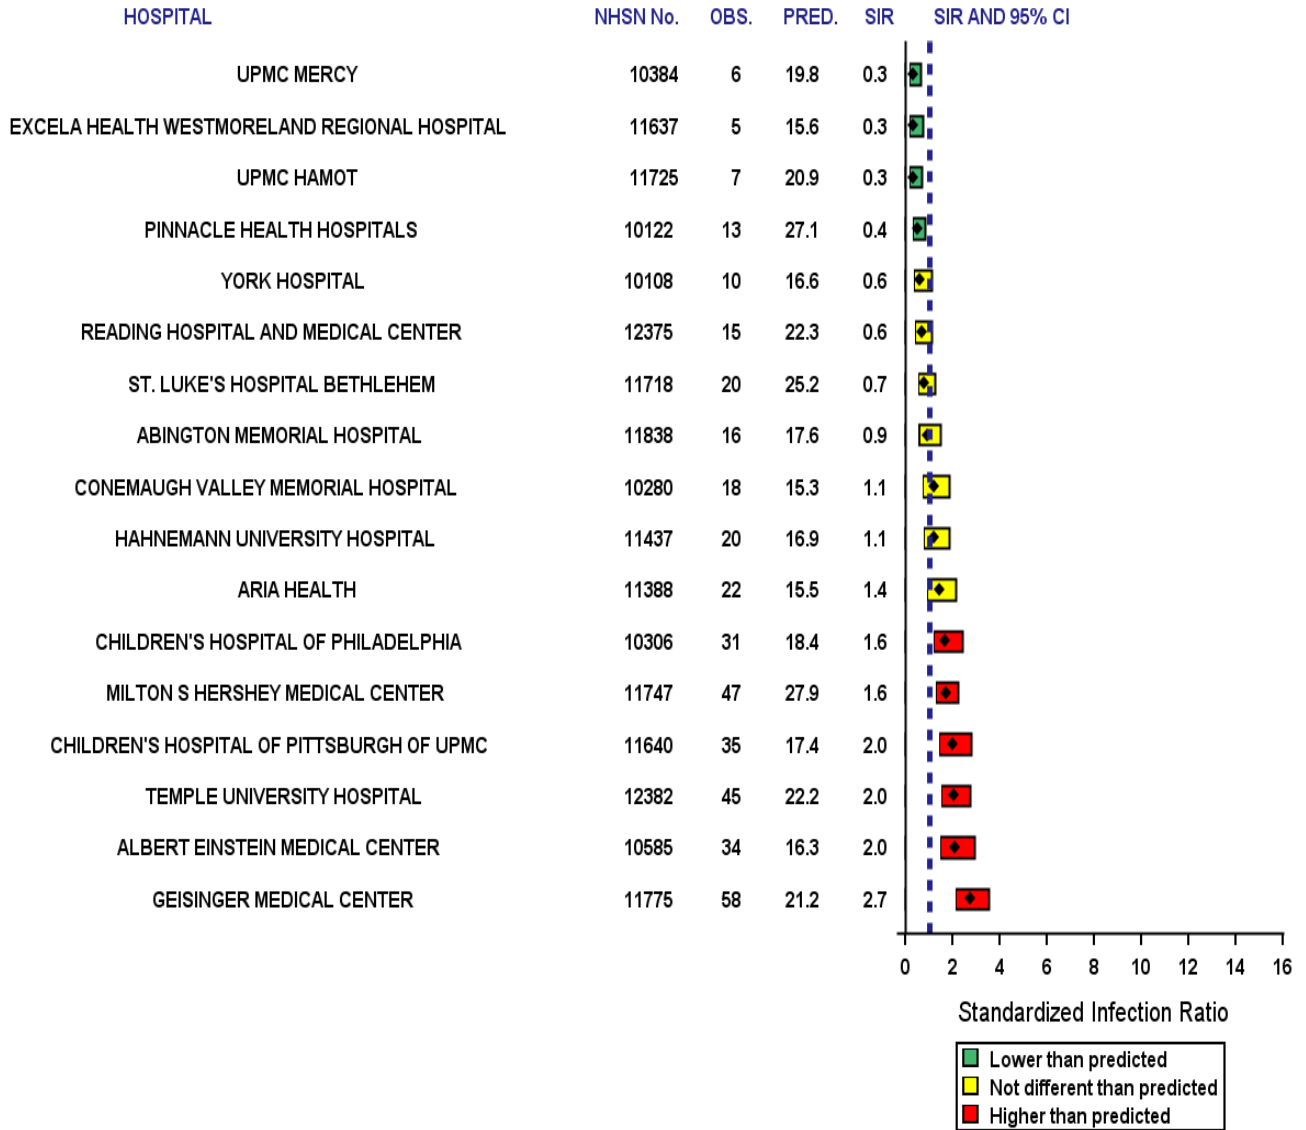 HOSPITAL NHSN No. OBS. PRED. SIR SIR AND 95% CI
UPMC MERCY 10384 6 19.8 0.3
EXCELA HEALTH WESTMORELAND REGIONAL HOSPITAL 11637 5 15.6 0.3
UPMC HAMOT 11725 7 20.9 0.3
PINNACLE HEALTH HOSPITALS 10122 13 27.1 0.4
YORK HOSPITAL 10108 10 16.6 0.6
READING HOSPITAL AND MEDICAL CENTER 12375 15 22.3 0.6
ST. LUKE'S HOSPITAL BETHLEHEM 11718 20 25.2 0.7
ABINGTON MEMORIAL HOSPITAL 11838 16 17.6 0.9
CONEMAUGH VALLEY MEMORIAL HOSPITAL 10280 18 15.3 1.1
HAHNEMANN UNIVERSITY HOSPITAL 11437 20 16.9 1.1
ARIA HEALTH 11388 22 15.5 1.4
CHILDREN'S HOSPITAL OF PHILADELPHIA 10306 31 18.4 1.6
MILTON S HERSHEY MEDICAL CENTER 11747 47 27.9 1.6
CHILDREN'S HOSPITAL OF PITTSBURGH OF UPMC 11640 35 17.4 2.0
TEMPLE UNIVERSITY HOSPITAL 12382 45 22.2 2.0
ALBERT EINSTEIN MEDICAL CENTER 10585 34 16.3 2.0
GEISINGER MEDICAL CENTER 11775 58 21.2 2.7
0 2 4 6 8 10 12 14 16
Standardized Infection Ratio
Lower than predicted
Not different than predicted
Higher than predicted